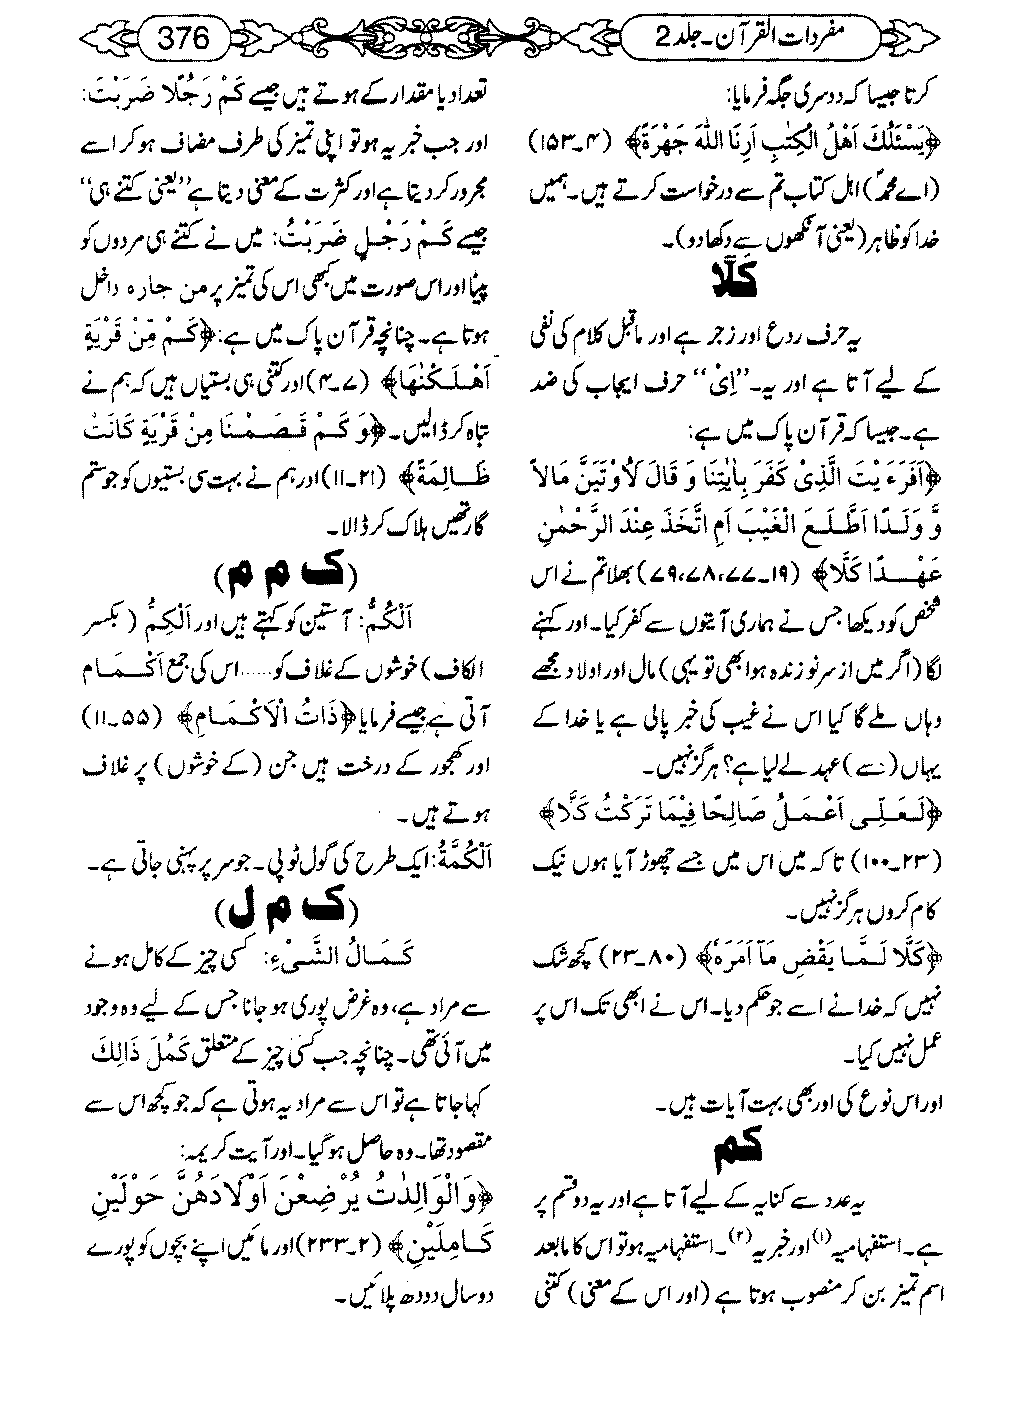 مفردات القرآن۔جلد 2
376
کرتا جیسا کہ دوسری جگہ فرمایا:
﴿یَسْئَلُكَ اَهْلُ الْكِتٰبِ اَرِنَا اللّٰهَ جَهْرَةً﴾ (۴۔۱۵۳)
(اے محمدؐ) اہل کتاب تم سے درخواست کرتے ہیں۔ہمیں
خدا کو ظاہر (یعنی آنکھوں سے دکھا دو)۔
كَلَّا
یہ حرف ردع اور زجر ہے اور ماقبل کلام کی نفی
کے لیے آتا ہے اور یہ۔’’اِیْ‘‘ حرف ایجاب کی ضد
ہے۔جیسا کہ قرآن پاک میں ہے:
﴿اَفَرَءَیْتَ الَّذِیْ كَفَرَ بِاٰیٰتِنَا وَ قَالَ لَاُوْتَیَنَّ مَالاً
وَّ وَلَدًا اَطَّلَعَ الْغَیْبَ اَمِ اتَّخَذَ عِنْدَ الرَّحْمٰنِ
عَهْدًا كَلَّا﴾ (۱۹۔۷۷،۷۸،۷۹) بھلا تم نے اس
شخص کو دیکھا جس نے ہماری آیتوں سے کفر کیا۔اور کہنے
لگا (اگر میں از سر نو زندہ ہوا بھی تو یہی) مال اور اولاد مجھے
وہاں ملے گا کیا اس نے غیب کی خبر پالی ہے یا خدا کے
یہاں (سے) عہد لے لیا ہے؟ ہرگز نہیں۔
﴿لَعَلِّی اَعْمَلُ صَالِحًا فِیْمَا تَرَكْتُ كَلَّا﴾
(۲۳۔۱۰۰) تاکہ میں اس میں جسے چھوڑ آیا ہوں نیک
کام کروں ہرگز نہیں۔
﴿كَلَّا لَمَّا یَقْضِ مَآ اَمَرَهٗ﴾ (۸۰۔۲۳) کچھ شک
نہیں کہ خدا نے اسے جو حکم دیا۔اس نے ابھی تک اس پر
عمل نہیں کیا۔
اور اس نوع کی اور بھی بہت آیات ہیں۔
كم
یہ عدد سے کنایہ کے لیے آتا ہے اور یہ دو قسم پر
ہے۔استفہامیہ(۱) اور خبریہ(۲)۔استفہامیہ ہو تو اس کا مابعد
اسم تمیز بن کر منصوب ہوتا ہے (اور اس کے معنی) کتنی
تعداد یا مقدار کے ہوتے ہیں جیسے كَمْ رَجُلًا ضَرَبْتَ:
اور جب خبریہ ہو تو اپنی تمیز کی طرف مضاف ہو کر اسے
مجرور کر دیتا ہے اور کثرت کے معنی دیتا ہے ’’یعنی کتنے ہی‘‘
جیسے كَمْ رَجُلٍ ضَرَبْتُ: میں نے کتنے ہی مردوں کو
پیٹا اور اس صورت میں کبھی اس کی تمیز پر من جارہ داخل
ہوتا ہے۔چنانچہ قرآن پاک میں ہے:﴿كَمْ مِّنْ قَرْیَةٍ
اَهْلَكْنٰهَا﴾ (۷۔۴) اور کتنی ہی بستیاں ہیں کہ ہم نے
تباہ کر ڈالیں۔﴿وَ كَمْ قَصَمْنَا مِنْ قَرْیَةٍ كَانَتْ
ظَالِمَةً﴾ (۲۱۔۱۱) اور ہم نے بہت سی بستیوں کو جو ستم
گار تھیں ہلاک کر ڈالا۔
(ك م م)
اَلْكُمُّ: آستین کو کہتے ہیں اور اَلْكِمُّ (بکسر
الکاف) خوشوں کے غلاف کو......اس کی جمع اَكْمَام
آتی ہے جیسے فرمایا ﴿ذَاتُ الْاَكْمَامِ﴾ (۵۵۔۱۱)
اور کھجور کے درخت ہیں جن (کے خوشوں) پر غلاف
ہوتے ہیں۔
اَلْكُمَّةُ: ایک طرح کی گول ٹوپی۔جو سر پر پہنی جاتی ہے۔
(ك م ل)
كَمَالُ الشَّیْءِ: کسی چیز کے کامل ہونے
سے مراد ہے، وہ غرض پوری ہو جانا جس کے لیے وہ وجود
میں آئی تھی۔چنانچہ جب کسی چیز کے متعلق كَمُلَ ذَالِكَ
کہا جاتا ہے تو اس سے مراد یہ ہوتی ہے کہ جو کچھ اس سے
مقصود تھا۔وہ حاصل ہو گیا۔اور آیت کریمہ:
﴿وَالْوَالِدٰتُ یُرْضِعْنَ اَوْلَادَهُنَّ حَوْلَیْنِ
كَامِلَیْنِ﴾ (۲۔۲۳۳) اور مائیں اپنے بچوں کو پورے
دو سال دودھ پلائیں۔